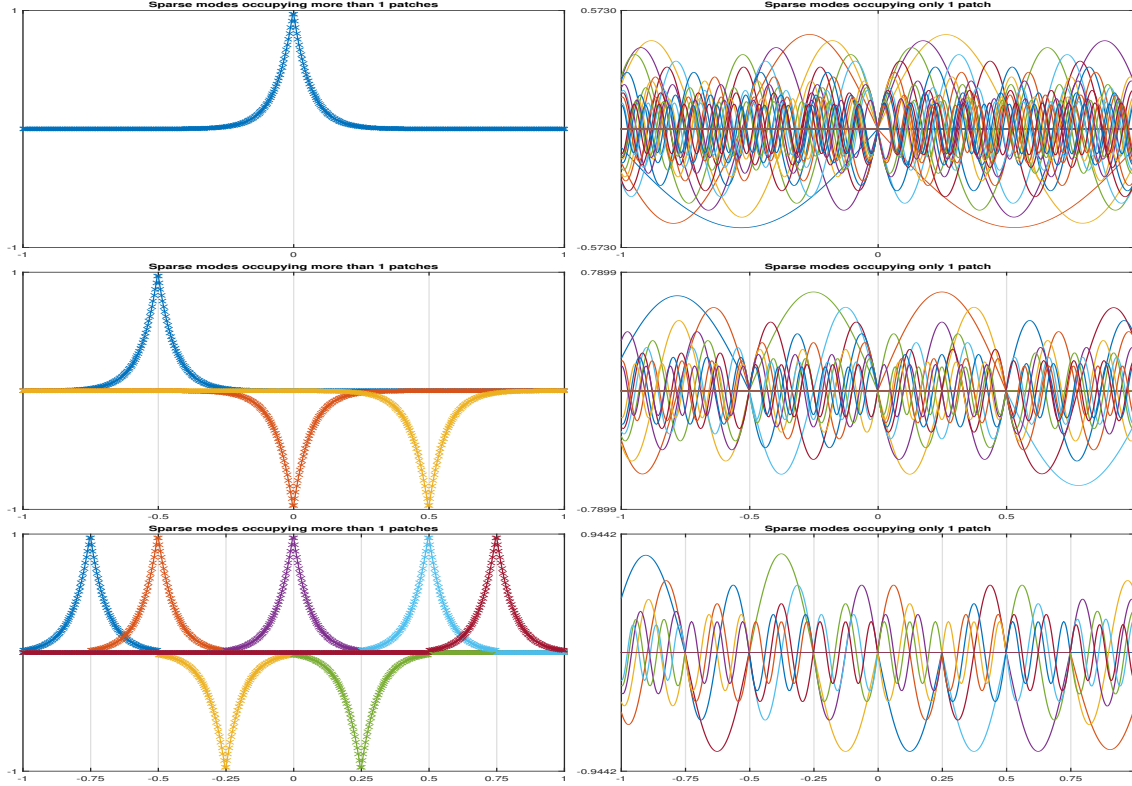 Sparse modes occupying more than 1 patches
1
-1
-1 0 1
Sparse modes occupying only 1 patch
0.5730
-0.5730
-1 0
Sparse modes occupying more than 1 patches
1
-1
-1 -0.5 0 0.5 1
Sparse modes occupying only 1 patch
0.7899
-0.7899
-1 -0.5 0 0.5
Sparse modes occupying more than 1 patches
1
-1
-1 -0.75 -0.5 -0.25 0 0.25 0.5 0.75 1
Sparse modes occupying only 1 patch
0.9442
-0.9442
-1 -0.75 -0.5 -0.25 0 0.25 0.5 0.75